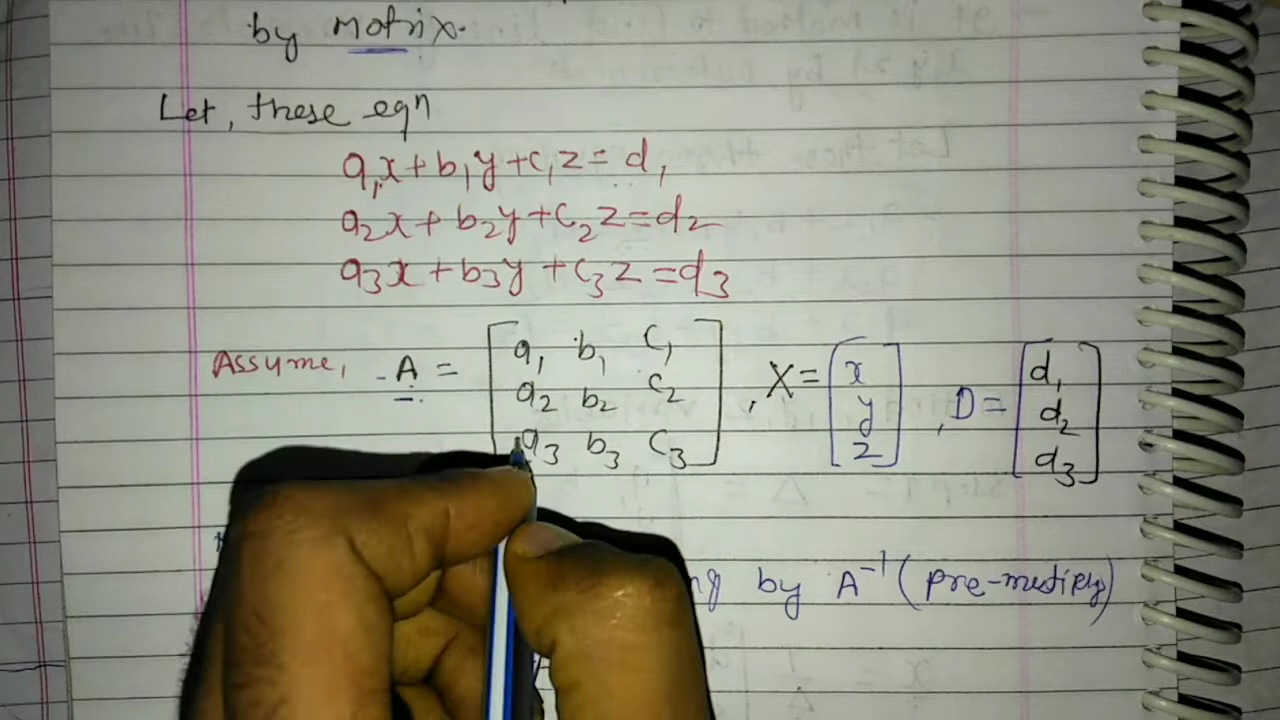 by Matrix.
Let, these eqn
a₁x+b₁y+c₁z=d₁
a₂x+b₂y+c₂z=d₂
a₃x+b₃y+c₃z=d₃
Assume, A = [a₁ b₁ c₁
a₂ b₂ c₂
a₃ b₃ c₃], X=[x
y
z], D=[d₁
d₂
d₃]
by A⁻¹ (pre-multiply)